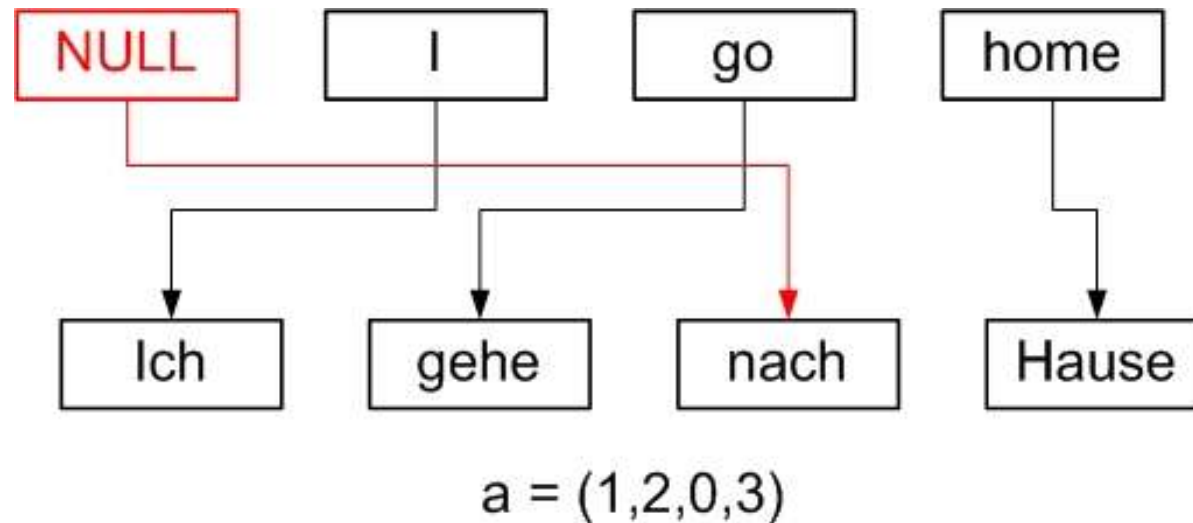 NULL I go home
Ich gehe nach Hause
a = (1,2,0,3)